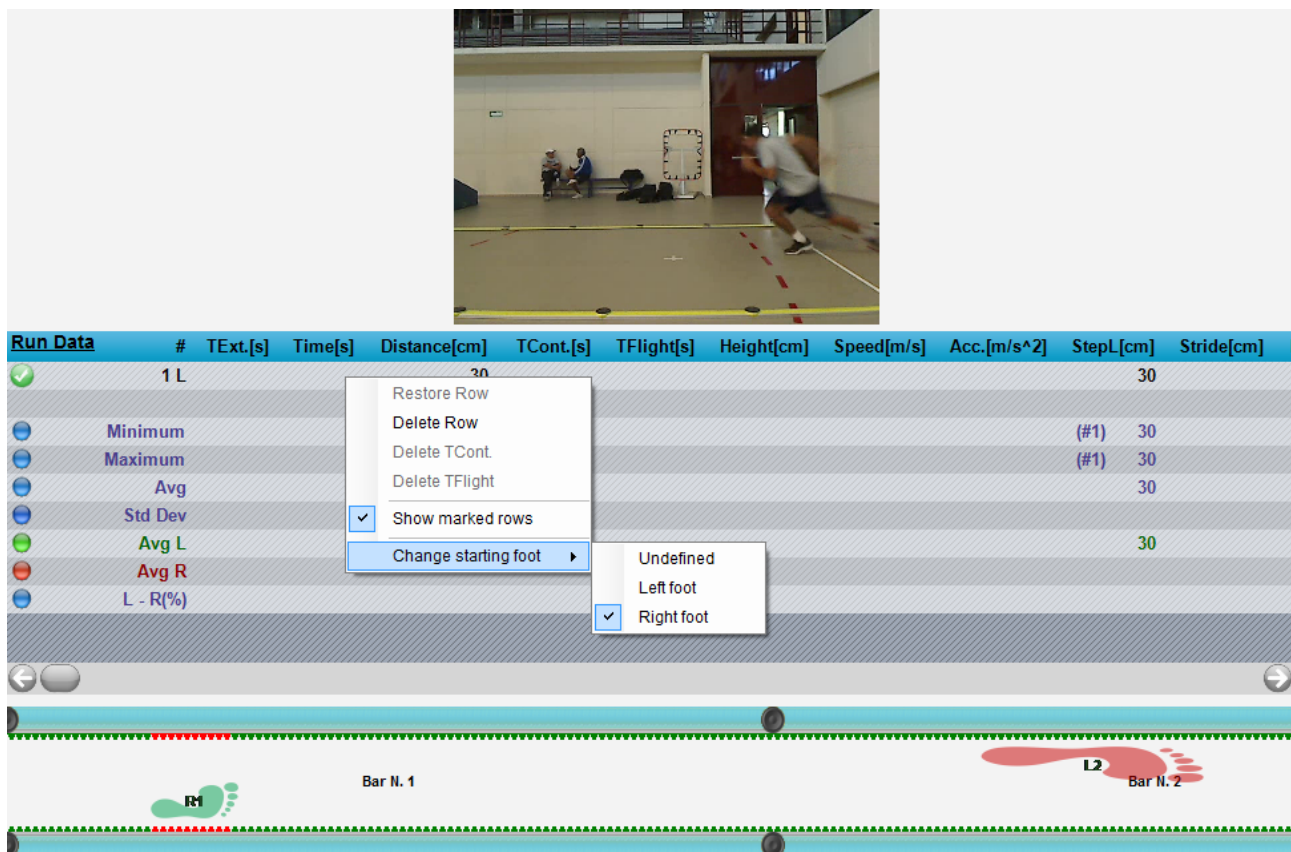 Run Data # TExt.[s] Time[s] Distance[cm] TCont.[s] TFlight[s] Height[cm] Speed[m/s] Acc.[m/s^2] StepL[cm] Stride[cm]
1 L 30 30
Restore Row
Delete Row
Minimum (#1) 30
Delete TCont.
Maximum (#1) 30
Delete TFlight
Avg 30
Std Dev
Show marked rows
Avg L 30
Change starting foot
Undefined
Avg R
Left foot
L - R(%)
Right foot
L2
Bar N. 1
Bar N. 2
R1